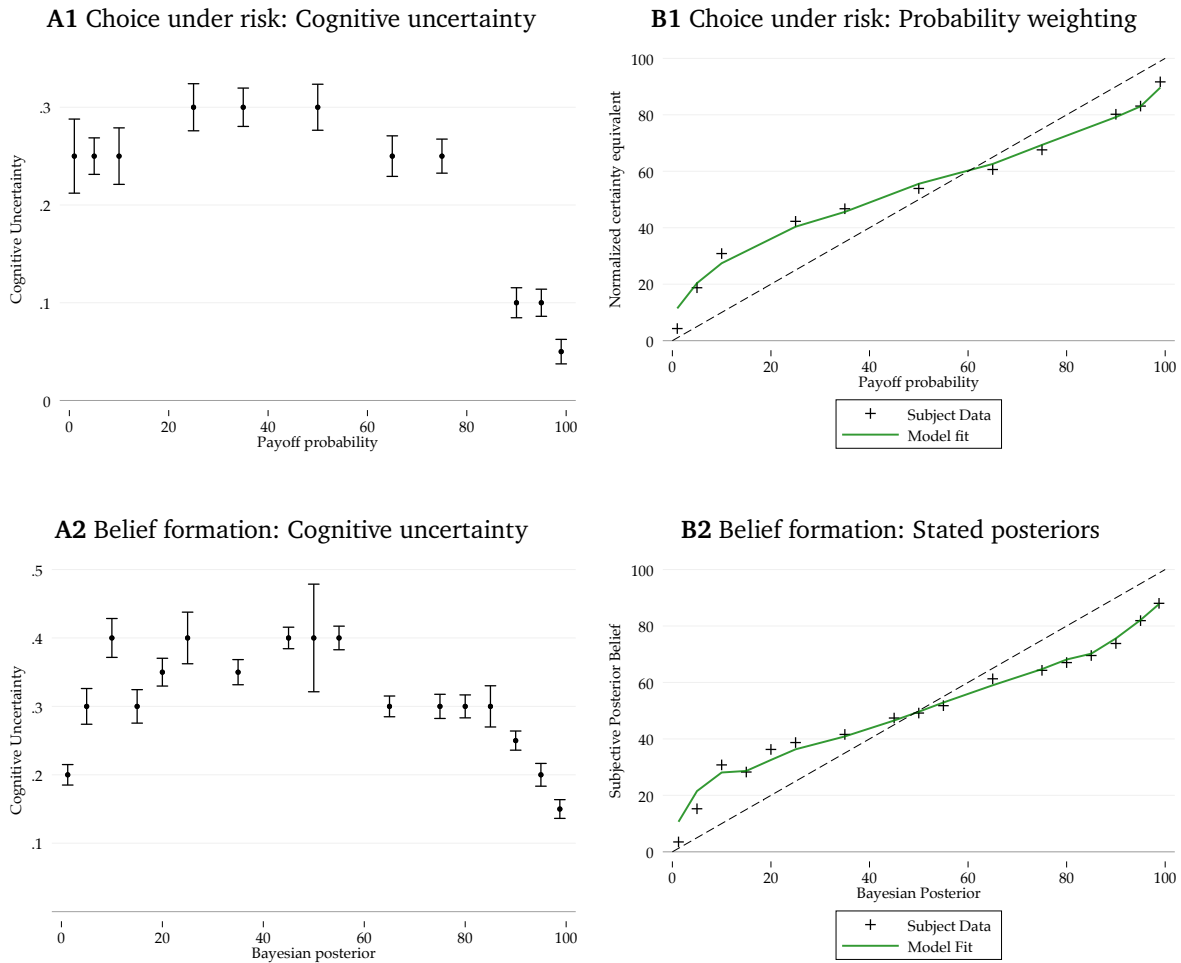 A1 Choice under risk: Cognitive uncertainty
.3
.2
.1
0
Cognitive Uncertainty
0 20 40 60 80 100
Payoff probability
B1 Choice under risk: Probability weighting
100
80
60
40
20
0
Normalized certainty equivalent
0 20 40 60 80 100
Payoff probability
Subject Data
Model fit
A2 Belief formation: Cognitive uncertainty
.5
.4
.3
.2
.1
Cognitive Uncertainty
0 20 40 60 80 100
Bayesian posterior
B2 Belief formation: Stated posteriors
100
80
60
40
20
0
Subjective Posterior Belief
0 20 40 60 80 100
Bayesian Posterior
Subject Data
Model Fit